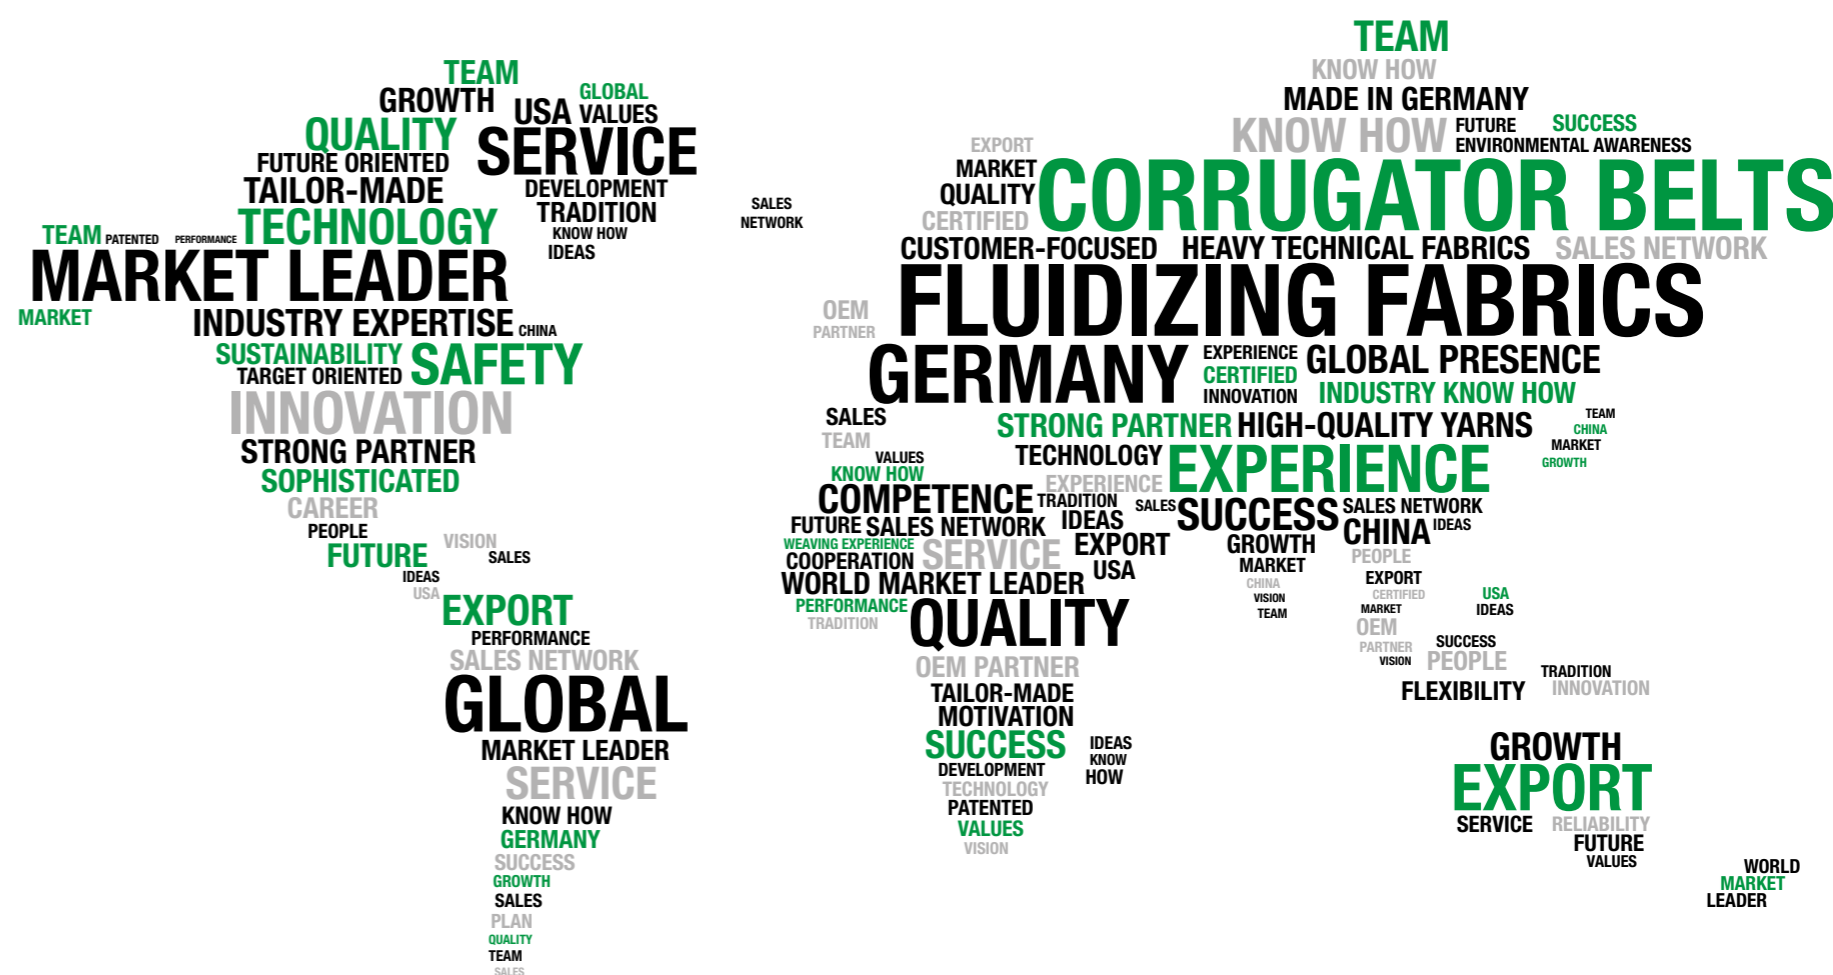 TEAM
GROWTH
USA
GLOBAL
VALUES
QUALITY
SERVICE
FUTURE ORIENTED
TAILOR-MADE
DEVELOPMENT
TRADITION
KNOW HOW
IDEAS
TECHNOLOGY
TEAM PATENTED PERFORMANCE
MARKET LEADER
MARKET
INDUSTRY EXPERTISE CHINA
SUSTAINABILITY
TARGET ORIENTED
SAFETY
INNOVATION
STRONG PARTNER
SOPHISTICATED
CAREER
PEOPLE
FUTURE
VISION
SALES
IDEAS
USA
EXPORT
PERFORMANCE
SALES NETWORK
GLOBAL
MARKET LEADER
SERVICE
KNOW HOW
GERMANY
SUCCESS
GROWTH
SALES
PLAN
QUALITY
TEAM
SALES
SALES
NETWORK
TEAM
KNOW HOW
MADE IN GERMANY
KNOW HOW
FUTURE
SUCCESS
ENVIRONMENTAL AWARENESS
EXPORT
MARKET
QUALITY
CERTIFIED
CORRUGATOR BELTS
CUSTOMER-FOCUSED HEAVY TECHNICAL FABRICS SALES NETWORK
OEM
PARTNER
FLUIDIZING FABRICS
GERMANY
EXPERIENCE
CERTIFIED
INNOVATION
GLOBAL PRESENCE
INDUSTRY KNOW HOW
SALES
TEAM
VALUES
KNOW HOW
STRONG PARTNER HIGH-QUALITY YARNS
TEAM
CHINA
MARKET
GROWTH
TECHNOLOGY
EXPERIENCE
EXPERIENCE
COMPETENCE
TRADITION
SALES
SUCCESS
SALES NETWORK
CHINA
IDEAS
FUTURE SALES NETWORK
IDEAS
WEAVING EXPERIENCE
COOPERATION
SERVICE
EXPORT
USA
GROWTH
MARKET
CHINA
VISION
TEAM
PEOPLE
EXPORT
CERTIFIED
MARKET
OEM
PARTNER
VISION
USA
IDEAS
SUCCESS
PEOPLE
TRADITION
INNOVATION
FLEXIBILITY
WORLD MARKET LEADER
PERFORMANCE
TRADITION
QUALITY
OEM PARTNER
TAILOR-MADE
MOTIVATION
SUCCESS
DEVELOPMENT
TECHNOLOGY
PATENTED
VALUES
VISION
IDEAS
KNOW
HOW
GROWTH
EXPORT
SERVICE
RELIABILITY
FUTURE
VALUES
WORLD
MARKET
LEADER